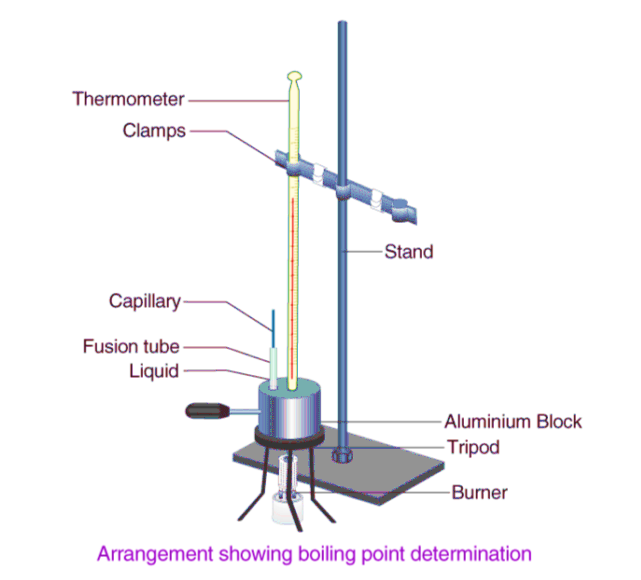 Thermometer
Clamps
Stand
Capillary
Fusion tube
Liquid
Aluminium Block
Tripod
Burner
Arrangement showing boiling point determination